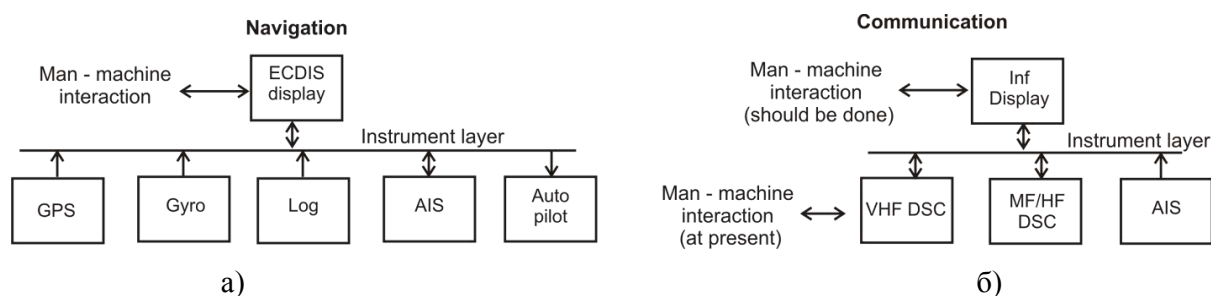 Navigation
Man - machine
interaction
ECDIS
display
Instrument layer
GPS
Gyro
Log
AIS
Auto
pilot
а)
Communication
Man - machine
interaction
(should be done)
Inf
Display
Instrument layer
Man - machine
interaction
(at present)
VHF DSC
MF/HF
DSC
AIS
б)